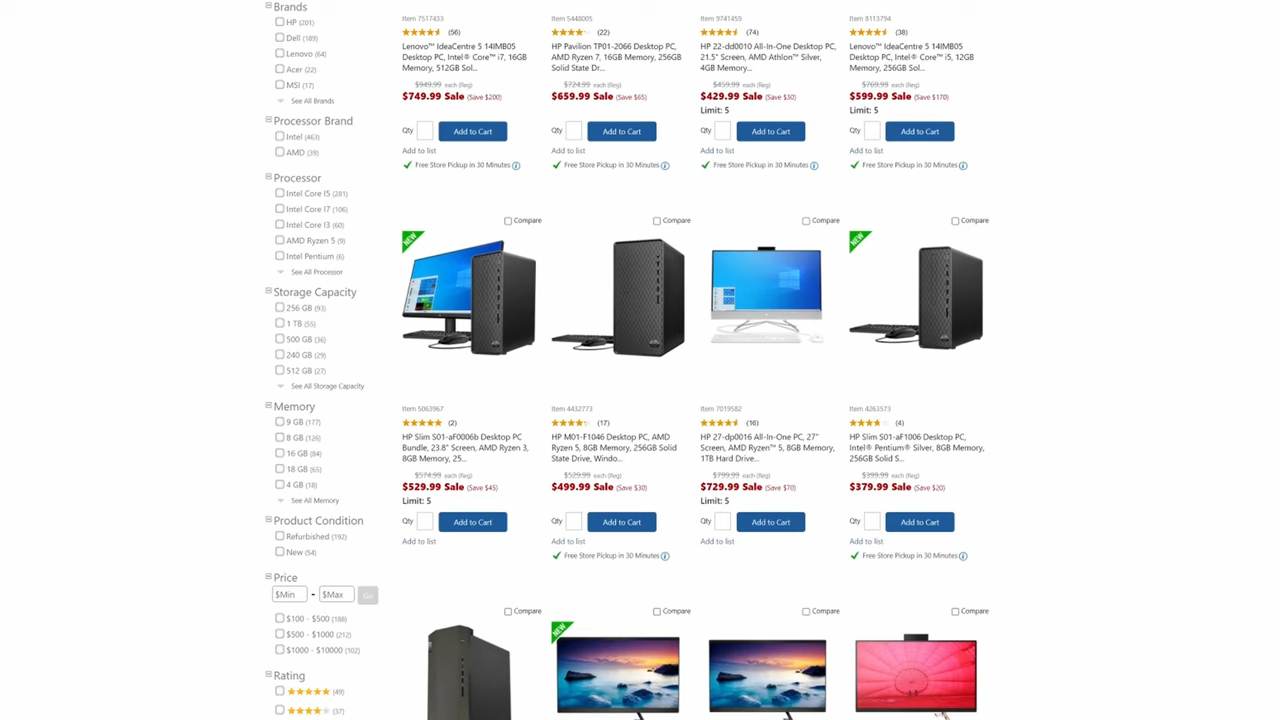 Brands
HP (201)
Dell (189)
Lenovo (64)
Acer (22)
MSI (17)
See All Brands
Processor Brand
Intel (463)
AMD (39)
Processor
Intel Core I5 (281)
Intel Core I7 (106)
Intel Core I3 (60)
AMD Ryzen 5 (9)
Intel Pentium (6)
See All Processor
Storage Capacity
256 GB (93)
1 TB (55)
500 GB (36)
240 GB (29)
512 GB (27)
See All Storage Capacity
Memory
9 GB (177)
8 GB (126)
16 GB (84)
18 GB (65)
4 GB (18)
See All Memory
Product Condition
Refurbished (192)
New (54)
Price
$Min - $Max Go
$100 - $500 (188)
$500 - $1000 (212)
$1000 - $10000 (102)
Rating
(49)
(37)
Item 7517433
(56)
Lenovo™ IdeaCentre 5 14IMB05
Desktop PC, Intel® Core™ i7, 16GB
Memory, 512GB Sol...
$949.99 each (Reg)
$749.99 Sale (Save $200)
Qty Add to Cart
Add to list
Free Store Pickup in 30 Minutes
Item 5448005
(22)
HP Pavilion TP01-2066 Desktop PC,
AMD Ryzen 7, 16GB Memory, 256GB
Solid State Dr...
$724.99 each (Reg)
$659.99 Sale (Save $65)
Qty Add to Cart
Add to list
Free Store Pickup in 30 Minutes
Item 9741459
(74)
HP 22-dd0010 All-In-One Desktop PC,
21.5" Screen, AMD Athlon™ Silver,
4GB Memory...
$459.99 each (Reg)
$429.99 Sale (Save $30)
Limit: 5
Qty Add to Cart
Add to list
Free Store Pickup in 30 Minutes
Item 8113794
(38)
Lenovo™ IdeaCentre 5 14IMB05
Desktop PC, Intel® Core™ i5, 12GB
Memory, 256GB Sol...
$769.99 each (Reg)
$599.99 Sale (Save $170)
Limit: 5
Qty Add to Cart
Add to list
Free Store Pickup in 30 Minutes
Compare
NEW
Item 5063967
(2)
HP Slim S01-aF0006b Desktop PC
Bundle, 23.8" Screen, AMD Ryzen 3,
8GB Memory, 25...
$574.99 each (Reg)
$529.99 Sale (Save $45)
Limit: 5
Qty Add to Cart
Add to list
Compare
Item 4432773
(17)
HP M01-F1046 Desktop PC, AMD
Ryzen 5, 8GB Memory, 256GB Solid
State Drive, Windo...
$529.99 each (Reg)
$499.99 Sale (Save $30)
Qty Add to Cart
Add to list
Free Store Pickup in 30 Minutes
Compare
Item 7019582
(16)
HP 27-dp0016 All-In-One PC, 27"
Screen, AMD Ryzen™ 5, 8GB Memory,
1TB Hard Drive...
$799.99 each (Reg)
$729.99 Sale (Save $70)
Limit: 5
Qty Add to Cart
Add to list
Compare
NEW
Item 4263573
(4)
HP Slim S01-aF1006 Desktop PC,
Intel® Pentium® Silver, 8GB Memory,
256GB Solid S...
$399.99 each (Reg)
$379.99 Sale (Save $20)
Qty Add to Cart
Add to list
Free Store Pickup in 30 Minutes
Compare
Compare
NEW
Compare
Compare